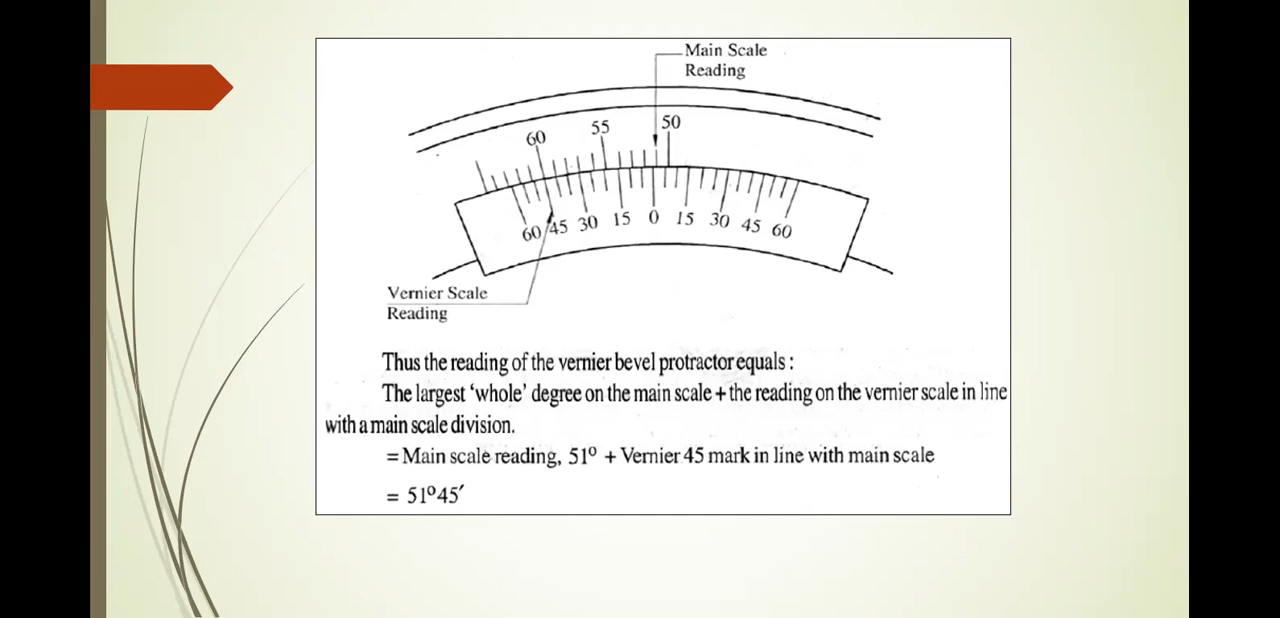 Main Scale
Reading
60 55 50
60 45 30 15 0 15 30 45 60
Vernier Scale
Reading
Thus the reading of the vernier bevel protractor equals :
The largest ‘whole’ degree on the main scale + the reading on the vernier scale in line
with a main scale division.
= Main scale reading, 51⁰ + Vernier 45 mark in line with main scale
= 51⁰45′